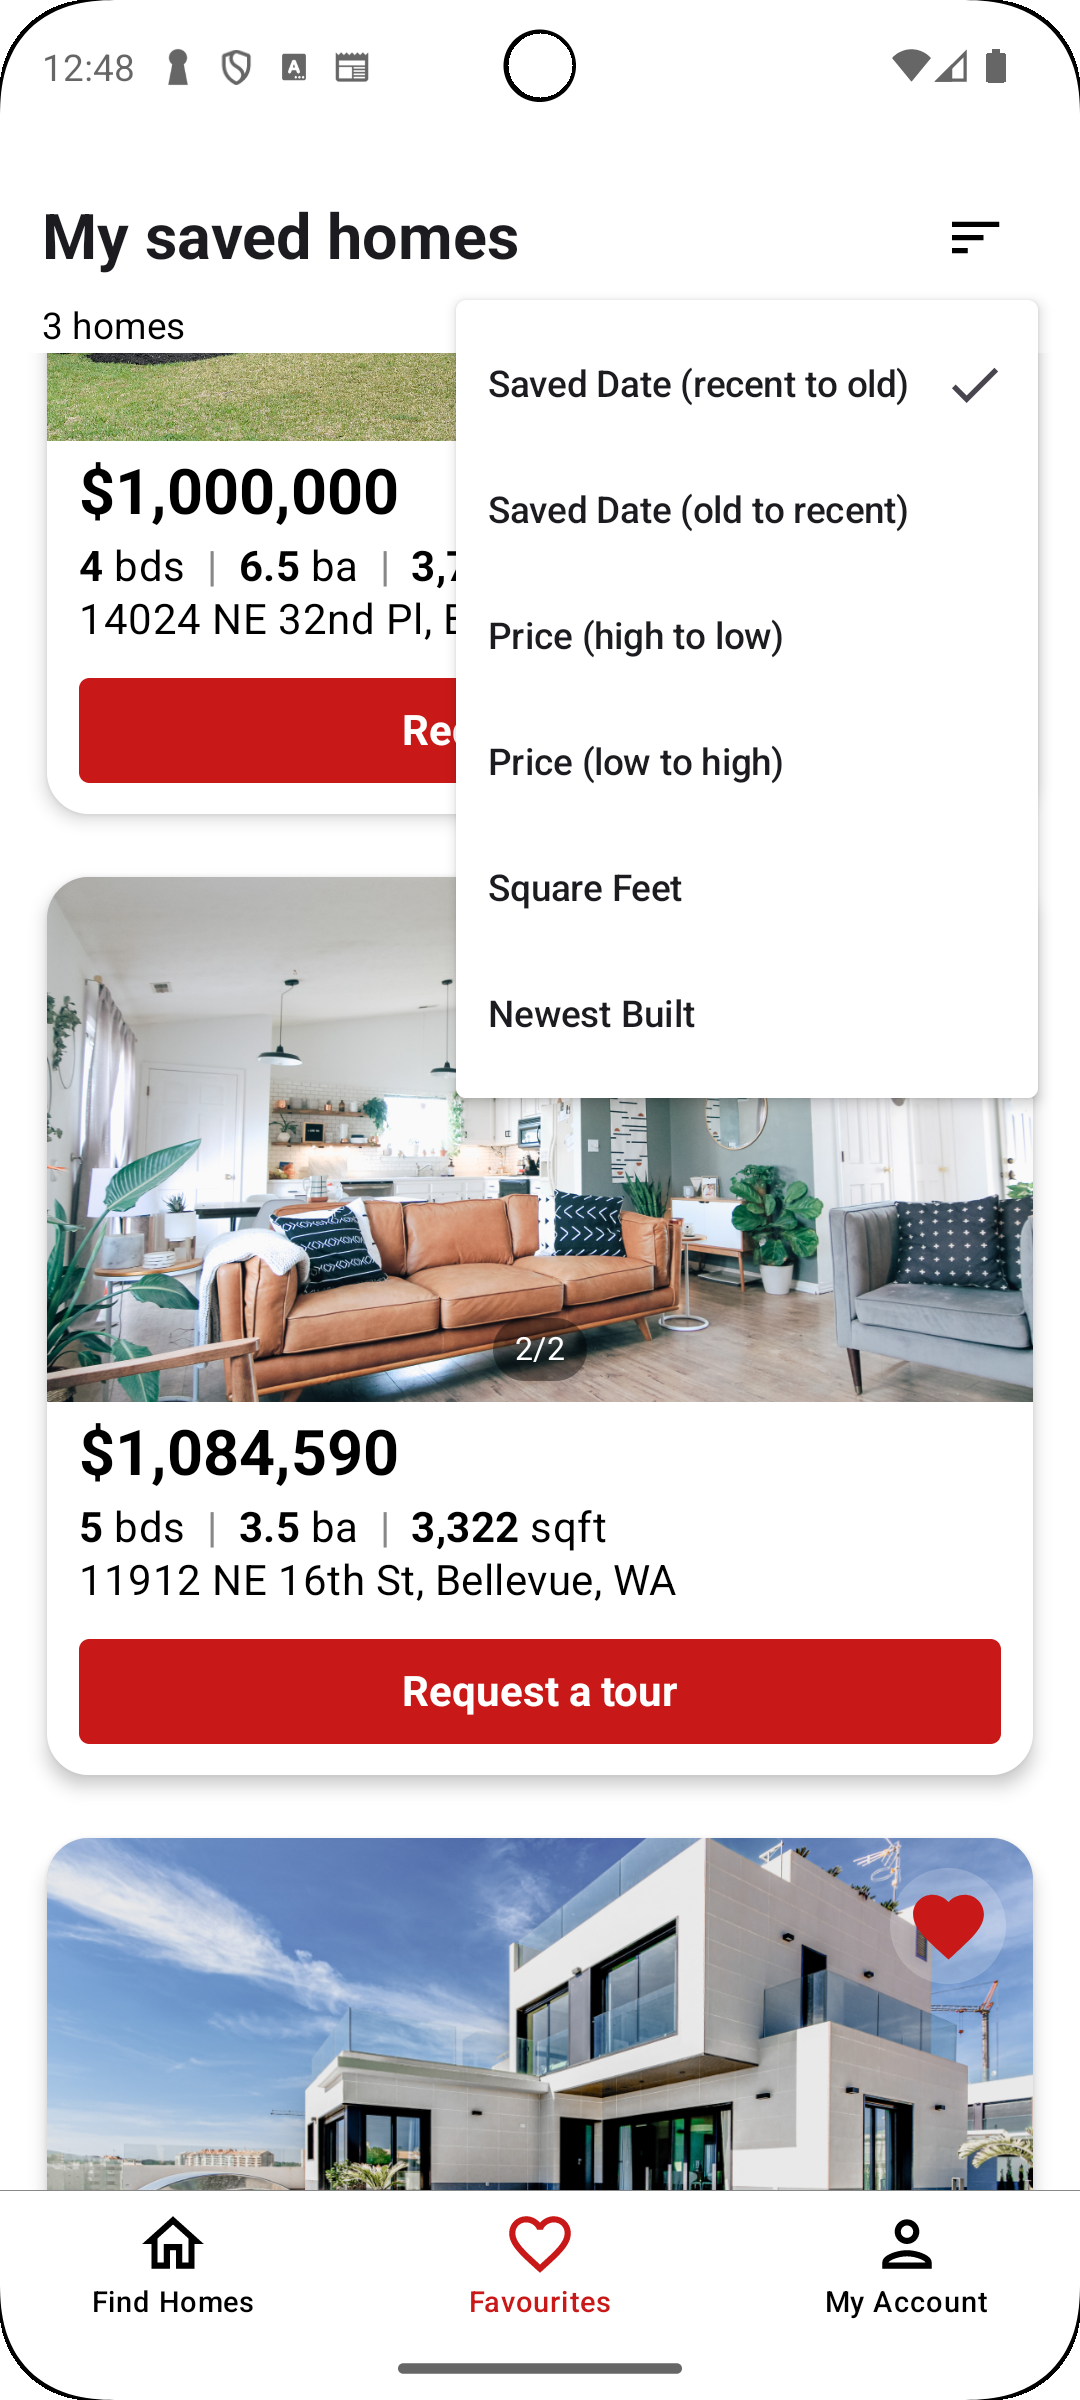 12:48
My saved homes
3 homes
Saved Date (recent to old)
Saved Date (old to recent)
Price (high to low)
Price (low to high)
Square Feet
Newest Built
$1,000,000
4 bds | 6.5 ba | 3,7
14024 NE 32nd Pl,
2/2
$1,084,590
5 bds | 3.5 ba | 3,322 sqft
11912 NE 16th St, Bellevue, WA
Request a tour
Find Homes
Favourites
My Account